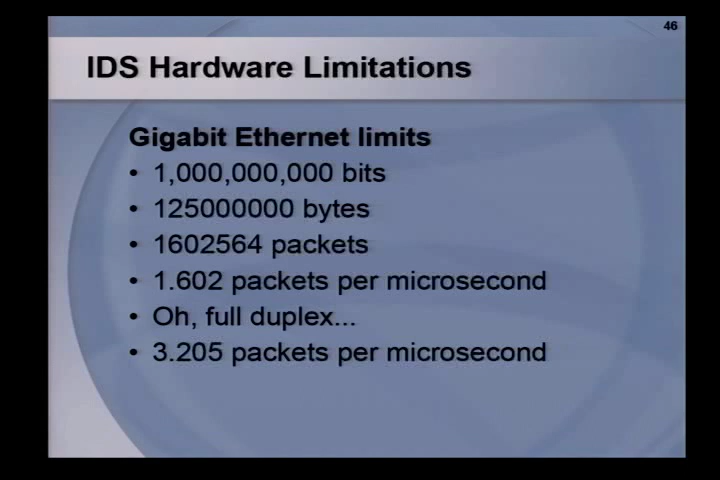 46
IDS Hardware Limitations
Gigabit Ethernet limits
• 1,000,000,000 bits
• 125000000 bytes
• 1602564 packets
• 1.602 packets per microsecond
• Oh, full duplex...
• 3.205 packets per microsecond